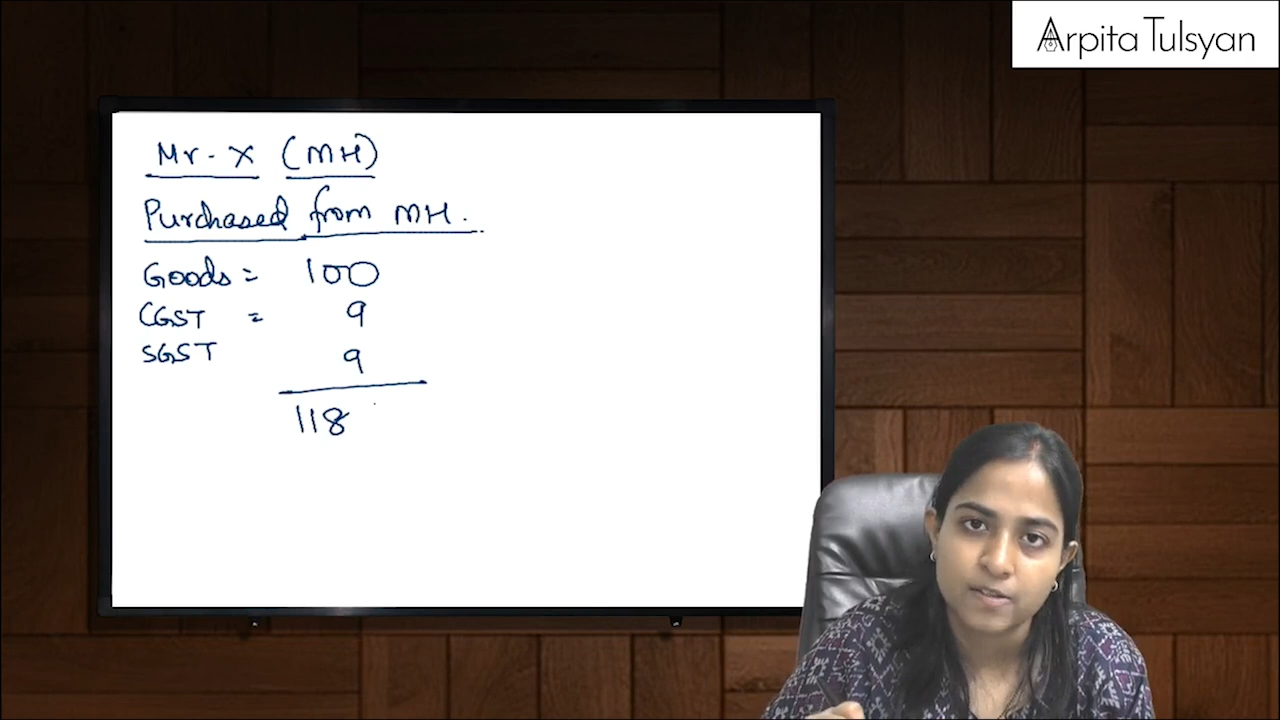 Arpita Tulsyan
Mr. X (MH)
Purchased from MH.
Goods = 100
CGST = 9
SGST 9
118